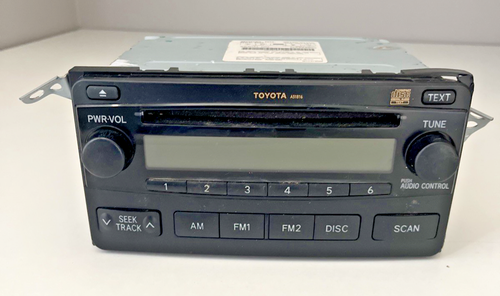 TOYOTA
TEXT
PWR·VOL
TUNE
PUSH
AUDIO CONTROL
1 2 3 4 5 6
SEEK
TRACK
AM FM1 FM2 DISC SCAN